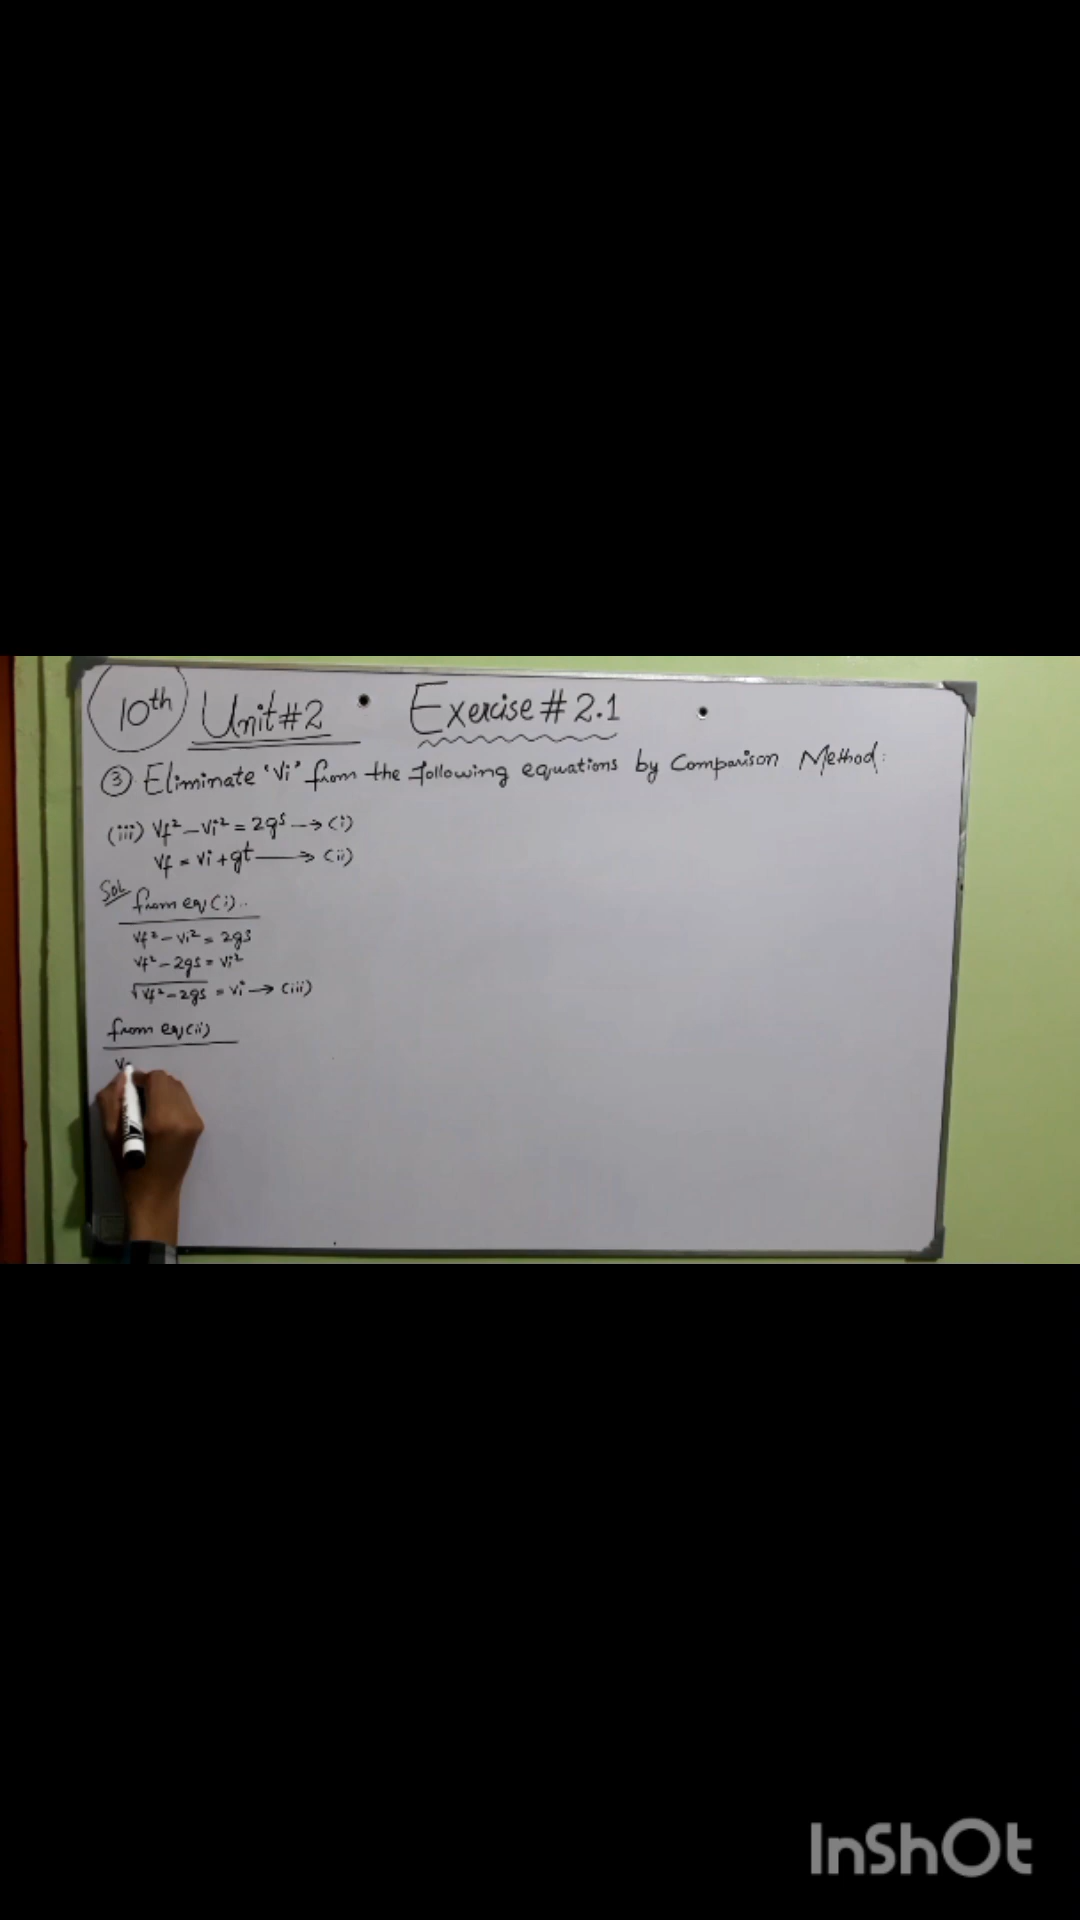 10th Unit#2 Exercise # 2.1
③ Eliminate 'Vi' from the following equations by Comparison Method:
(iii) Vf² - Vi² = 2gs → (i)
Vf = Vi + gt → (ii)
Sol
from eq(i)..
Vf² - Vi² = 2gs
Vf² - 2gs = Vi²
√Vf² - 2gs = Vi → (iii)
from eq(ii)
InShOt